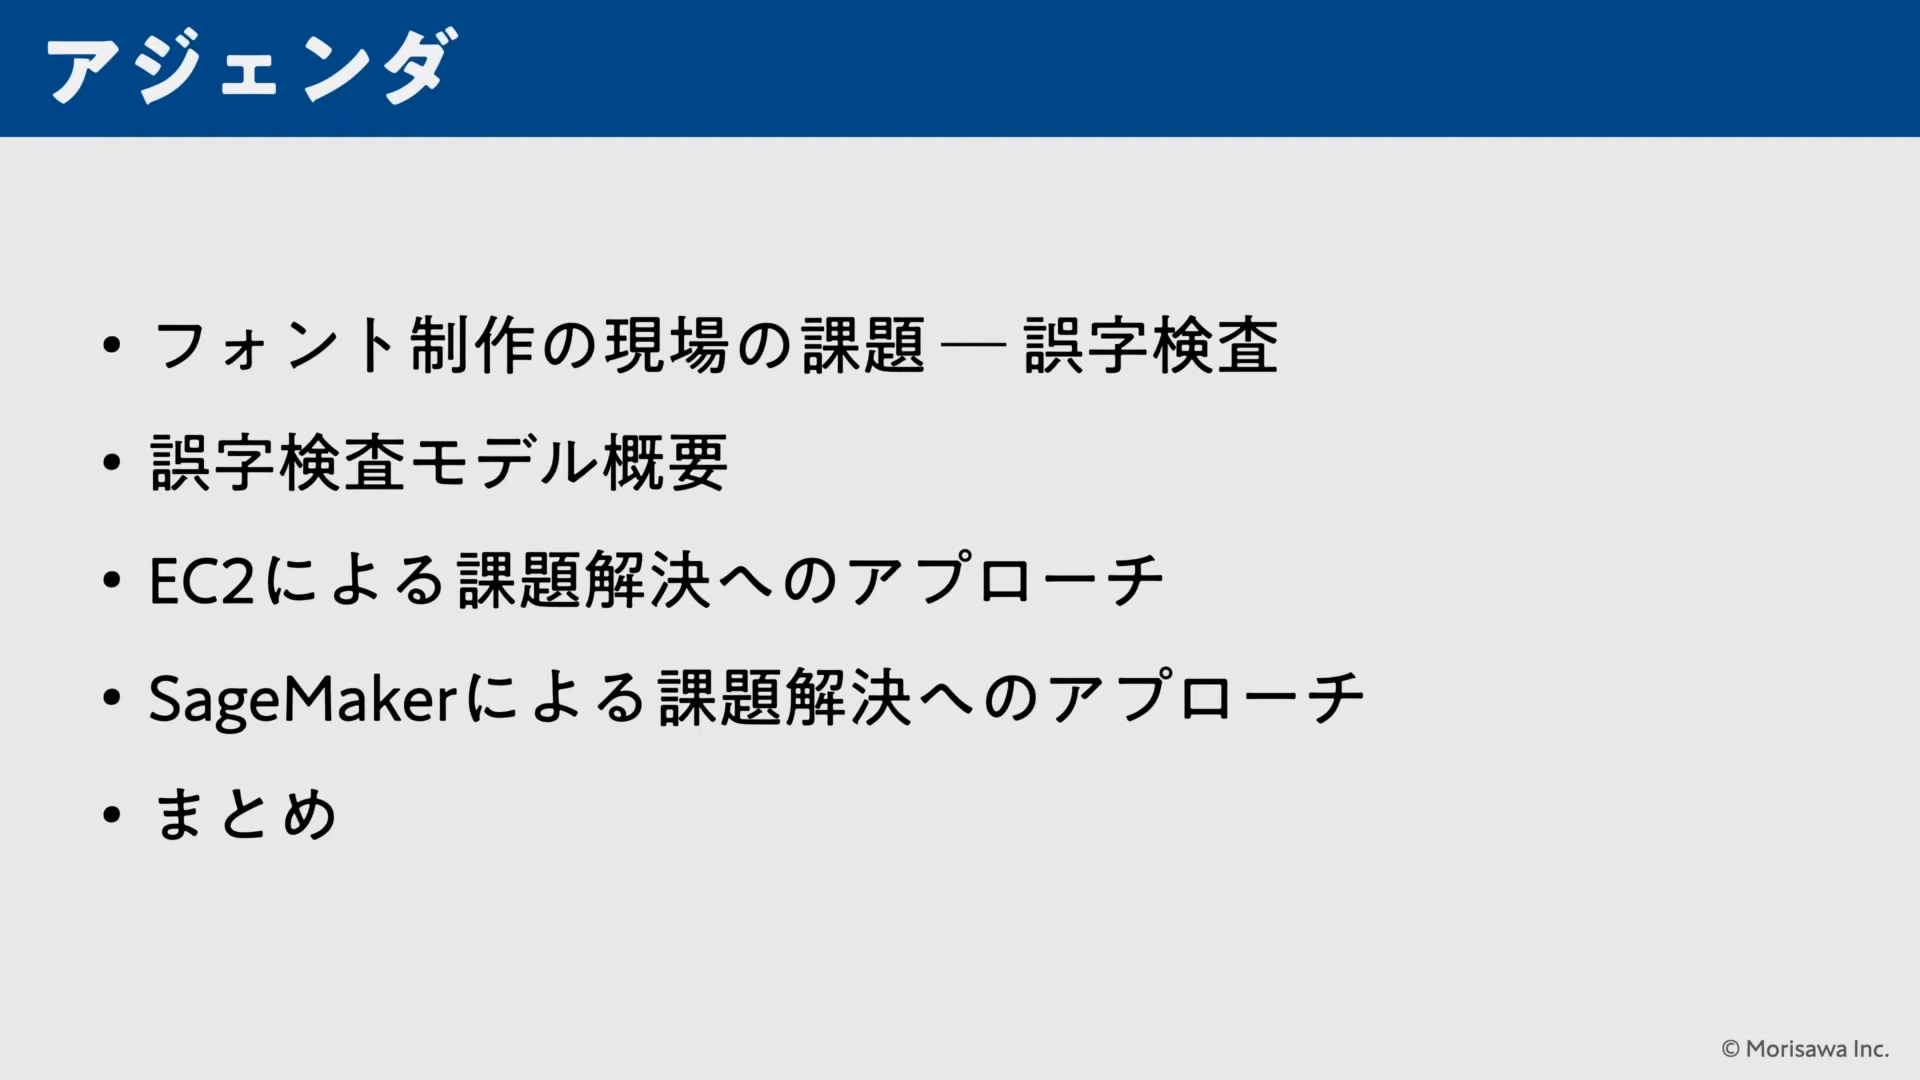 アジェンダ
• フォント制作の現場の課題 ― 誤字検査
• 誤字検査モデル概要
• EC2による課題解決へのアプローチ
• SageMakerによる課題解決へのアプローチ
• まとめ
© Morisawa Inc.